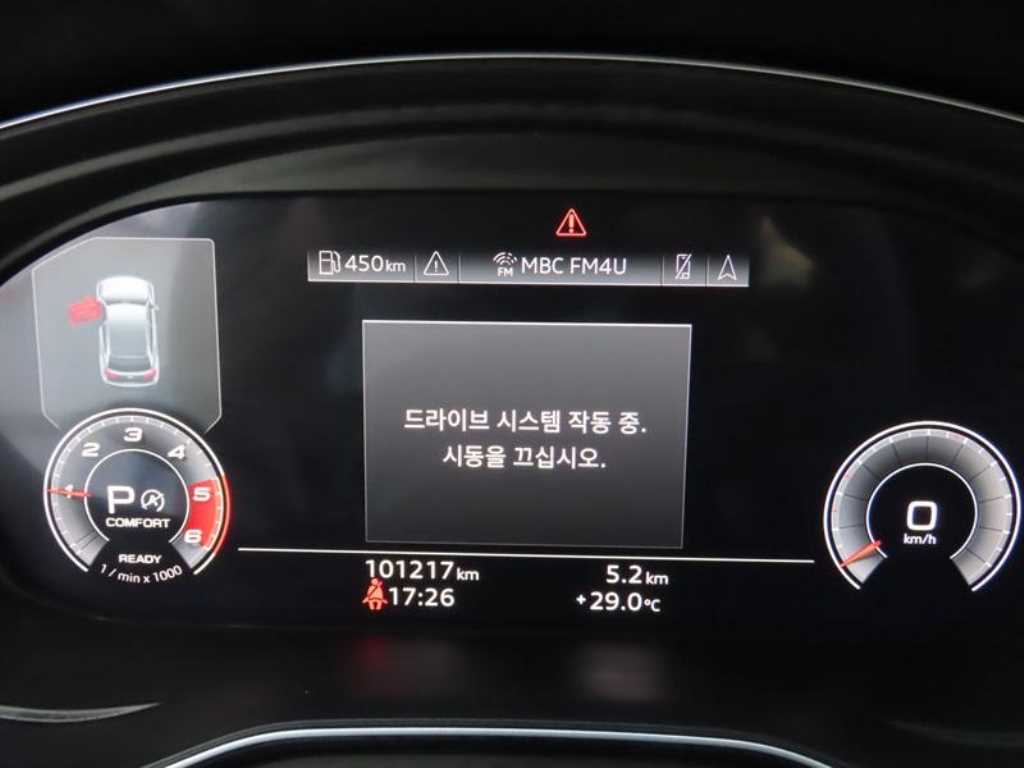 450km
FM MBC FM4U
드라이브 시스템 작동 중.
시동을 끄십시오.
1 2 3 4 5 6
P A
COMFORT
READY
1/min x 1000
0
km/h
101217km
17:26
5.2km
+29.0°C